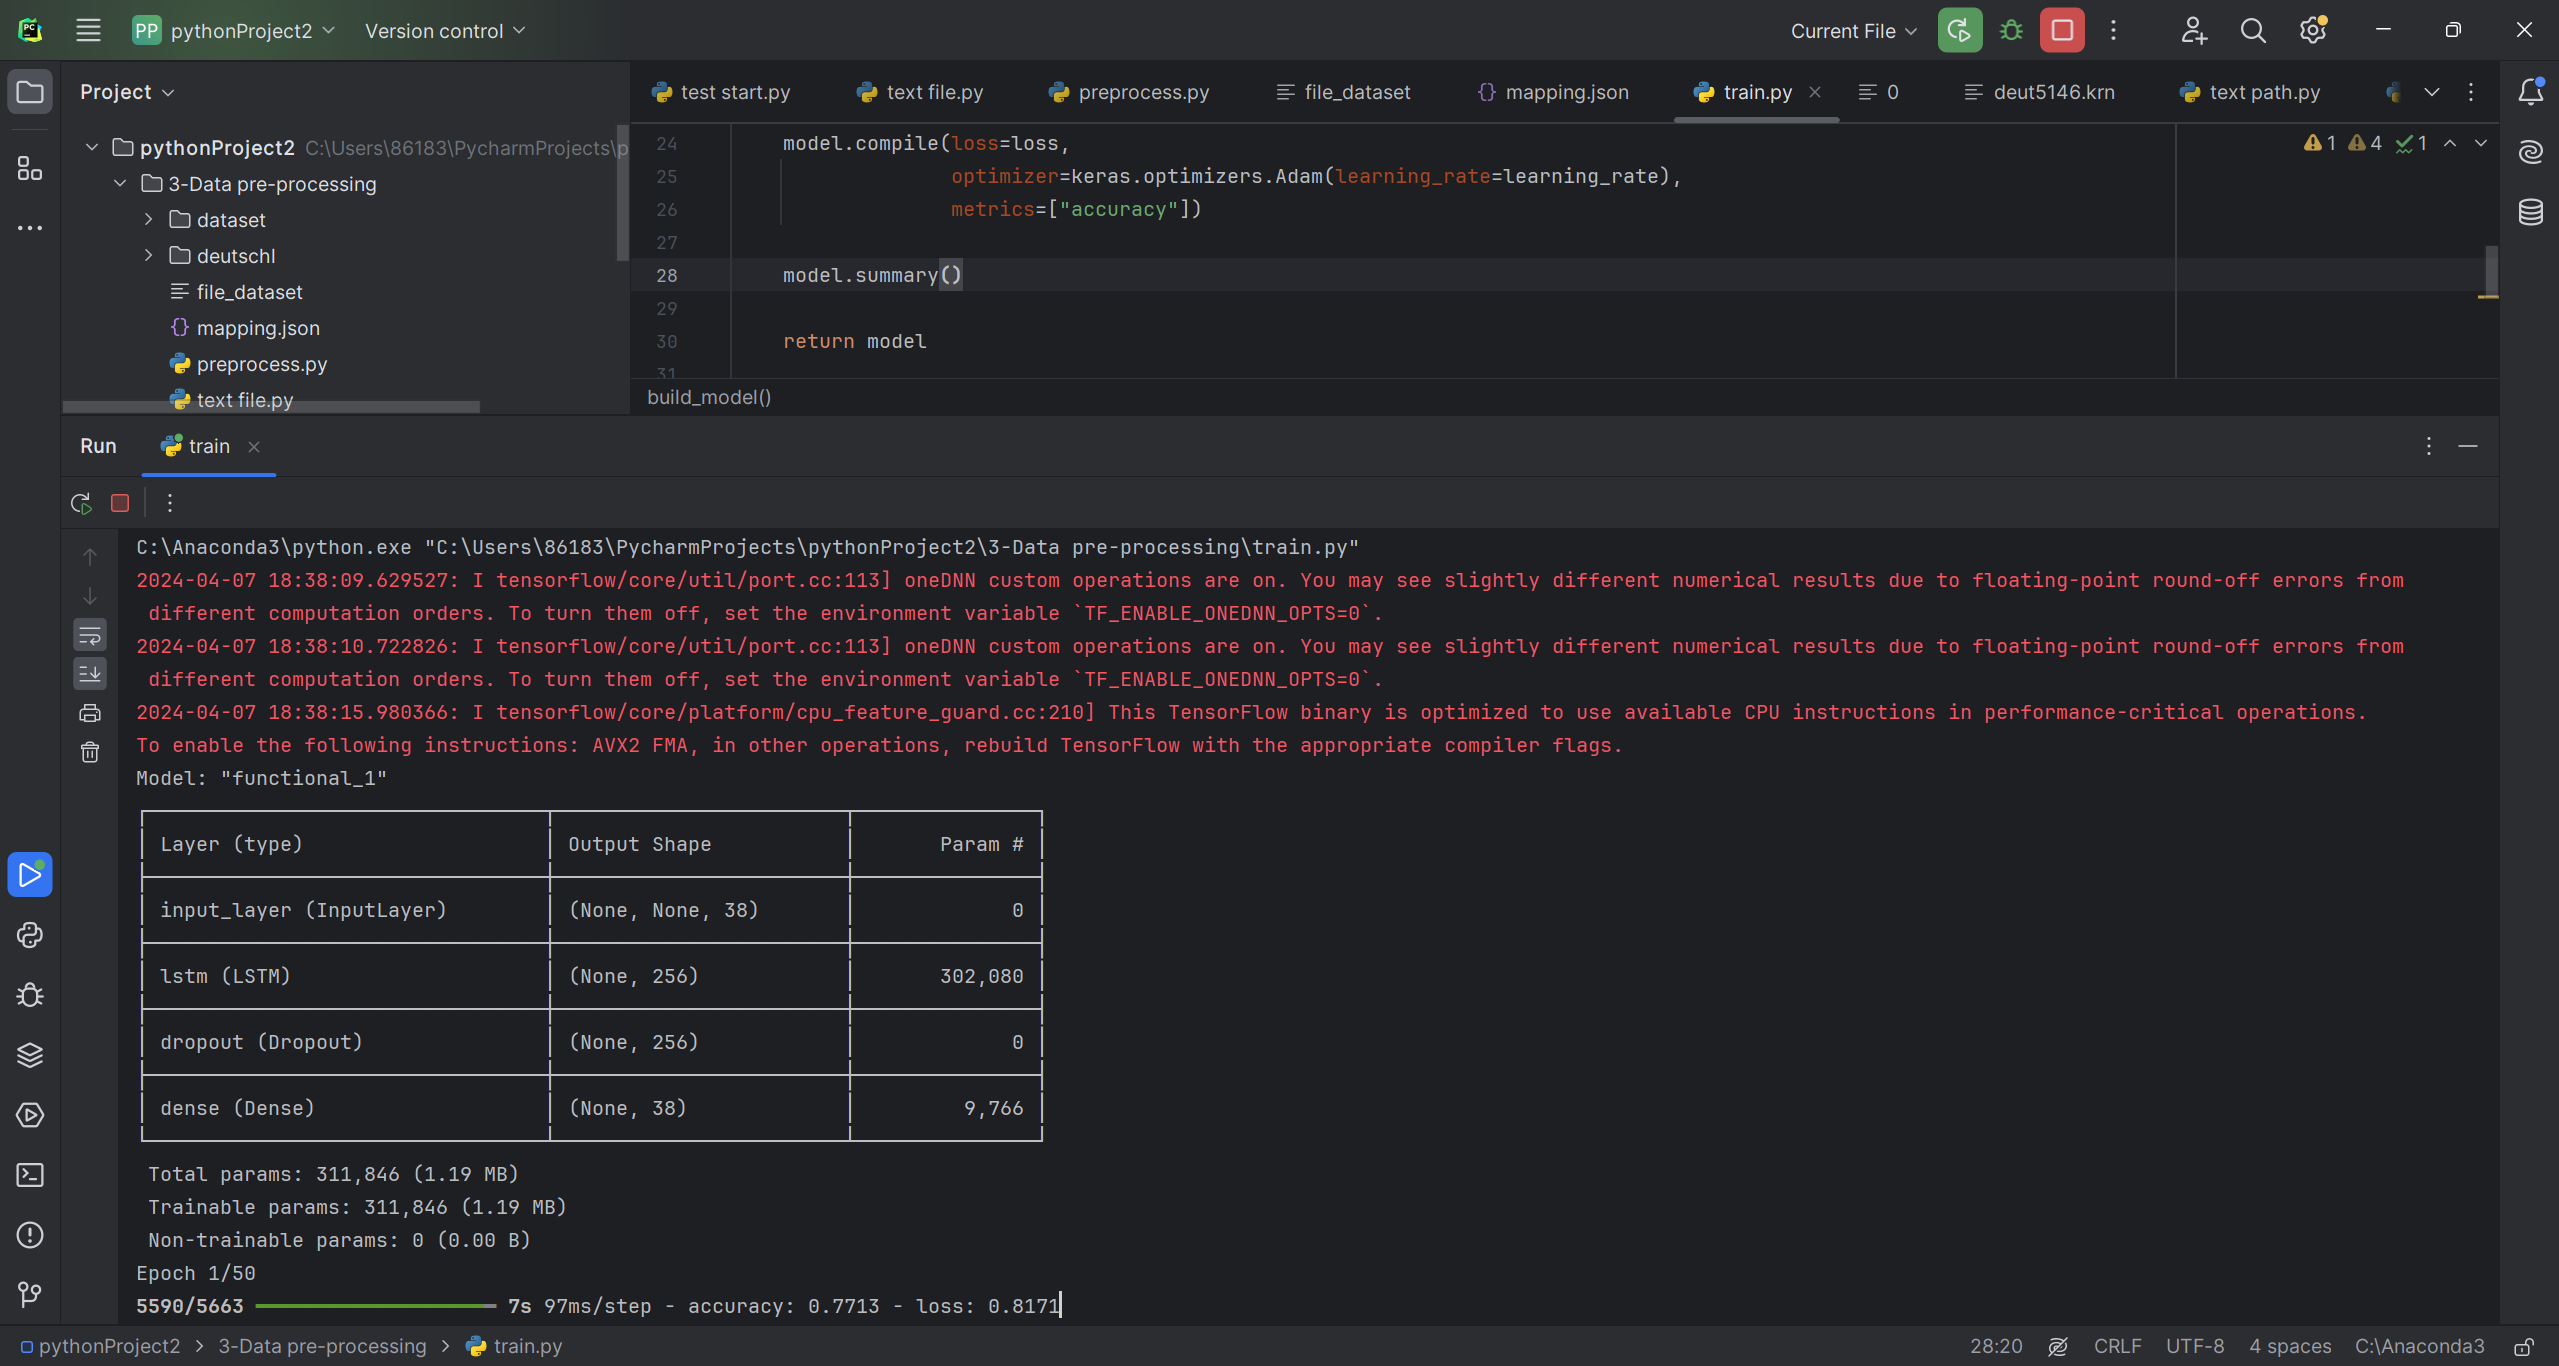 PP pythonProject2 Version control Current File
Project
pythonProject2 C:\Users\86183\PycharmProjects\p
3-Data pre-processing
dataset
deutschl
file_dataset
mapping.json
preprocess.py
text file.py
test start.py text file.py preprocess.py file_dataset mapping.json train.py 0 deut5146.krn text path.py
1 4 1
24 model.compile(loss=loss,
25 optimizer=keras.optimizers.Adam(learning_rate=learning_rate),
26 metrics=["accuracy"])
27
28 model.summary()
29
30 return model
31
build_model()
Run train
C:\Anaconda3\python.exe "C:\Users\86183\PycharmProjects\pythonProject2\3-Data pre-processing\train.py"
2024-04-07 18:38:09.629527: I tensorflow/core/util/port.cc:113] oneDNN custom operations are on. You may see slightly different numerical results due to floating-point round-off errors from
different computation orders. To turn them off, set the environment variable `TF_ENABLE_ONEDNN_OPTS=0`.
2024-04-07 18:38:10.722826: I tensorflow/core/util/port.cc:113] oneDNN custom operations are on. You may see slightly different numerical results due to floating-point round-off errors from
different computation orders. To turn them off, set the environment variable `TF_ENABLE_ONEDNN_OPTS=0`.
2024-04-07 18:38:15.980366: I tensorflow/core/platform/cpu_feature_guard.cc:210] This TensorFlow binary is optimized to use available CPU instructions in performance-critical operations.
To enable the following instructions: AVX2 FMA, in other operations, rebuild TensorFlow with the appropriate compiler flags.
Model: "functional_1"
Layer (type) Output Shape Param #
input_layer (InputLayer) (None, None, 38) 0
lstm (LSTM) (None, 256) 302,080
dropout (Dropout) (None, 256) 0
dense (Dense) (None, 38) 9,766
Total params: 311,846 (1.19 MB)
Trainable params: 311,846 (1.19 MB)
Non-trainable params: 0 (0.00 B)
Epoch 1/50
5590/5663 7s 97ms/step - accuracy: 0.7713 - loss: 0.8171
pythonProject2 > 3-Data pre-processing > train.py 28:20 CRLF UTF-8 4 spaces C:\Anaconda3